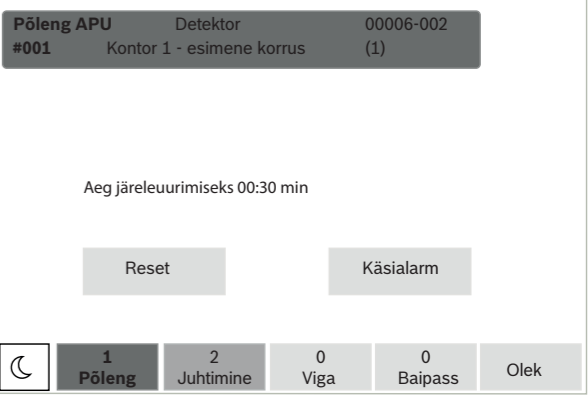 Põleng APU Detektor 00006-002
#001 Kontor 1 - esimene korrus (1)
Aeg järeleuurimiseks 00:30 min
Reset Käsialarm
1 2 0 0
Põleng Juhtimine Viga Baipass Olek